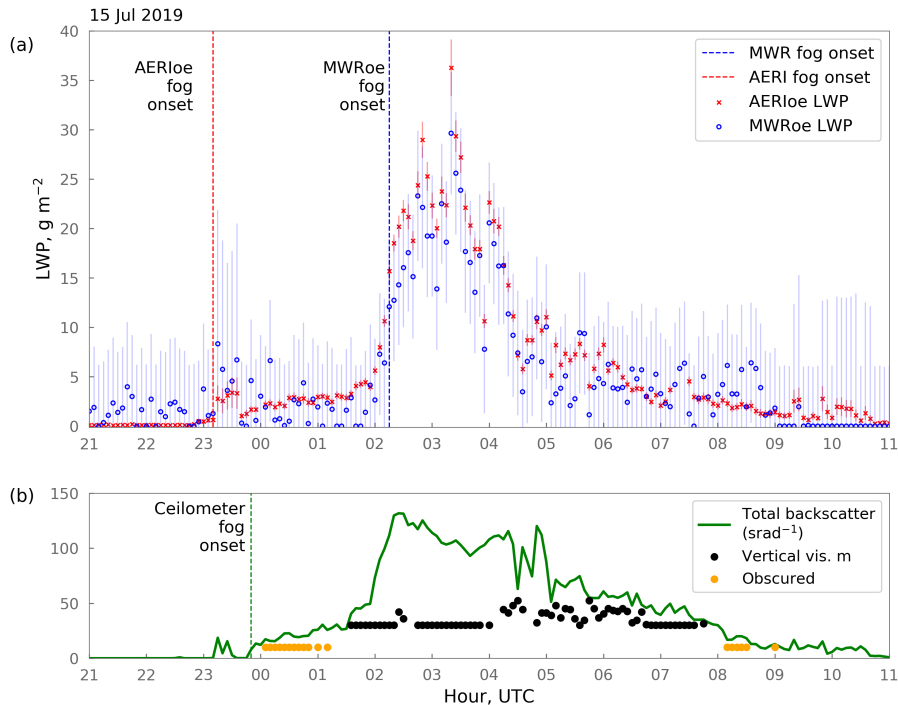 15 Jul 2019
(a)
40
35
30
25
20
15
10
5
0
LWP, g m⁻²
AERIoe
fog
onset
MWRoe
fog
onset
MWR fog onset
AERI fog onset
AERIoe LWP
MWRoe LWP
21 22 23 00 01 02 03 04 05 06 07 08 09 10 11
(b)
150
100
50
0
Ceilometer
fog
onset
Total backscatter
(srad⁻¹)
Vertical vis. m
Obscured
21 22 23 00 01 02 03 04 05 06 07 08 09 10 11
Hour, UTC